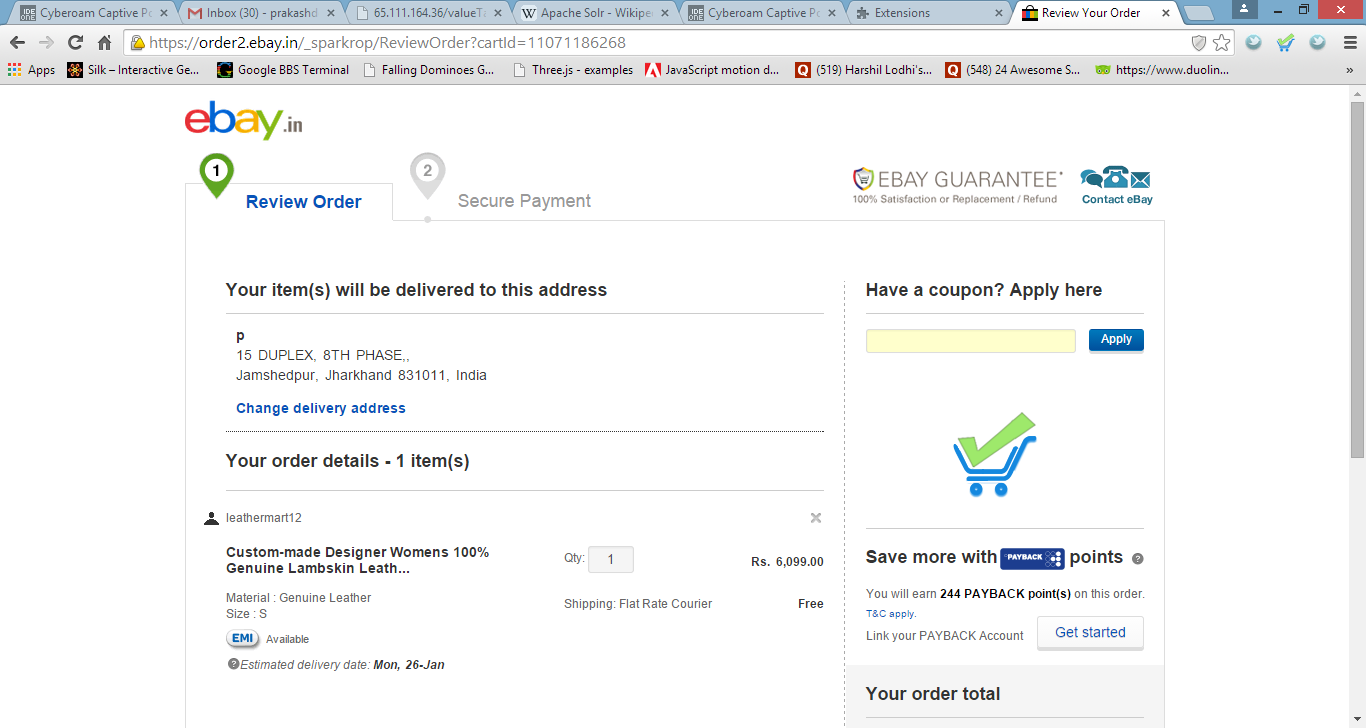 Cyberoam Captive Po
Inbox (30) - prakashd
65.111.164.36/valueTa
Apache Solr - Wikipe
Cyberoam Captive Po
Extensions
Review Your Order
https://order2.ebay.in/_sparkrop/ReviewOrder?cartId=11071186268
Apps
Silk – Interactive Ge...
Google BBS Terminal
Falling Dominoes G...
Three.js - examples
JavaScript motion d...
(519) Harshil Lodhi's...
(548) 24 Awesome S...
https://www.duolin...
»
ebay.in
1
Review Order
2
Secure Payment
EBAY GUARANTEE*
100% Satisfaction or Replacement / Refund
Contact eBay
Your item(s) will be delivered to this address
p
15 DUPLEX, 8TH PHASE,,
Jamshedpur, Jharkhand 831011, India
Change delivery address
Your order details - 1 item(s)
leathermart12
Custom-made Designer Womens 100%
Genuine Lambskin Leath...
Qty: 1
Rs. 6,099.00
Material : Genuine Leather
Size : S
Shipping: Flat Rate Courier
Free
EMI Available
Estimated delivery date: Mon, 26-Jan
Have a coupon? Apply here
Apply
Save more with PAYBACK points ?
You will earn 244 PAYBACK point(s) on this order.
T&C apply.
Link your PAYBACK Account
Get started
Your order total